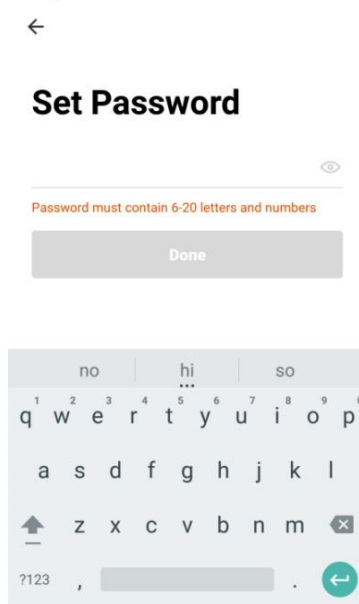 Set Password
Password must contain 6-20 letters and numbers
Done
no hi so
1 2 3 4 5 6 7 8 9
q w e r t y u i o p
a s d f g h j k l
z x c v b n m
?123 , .